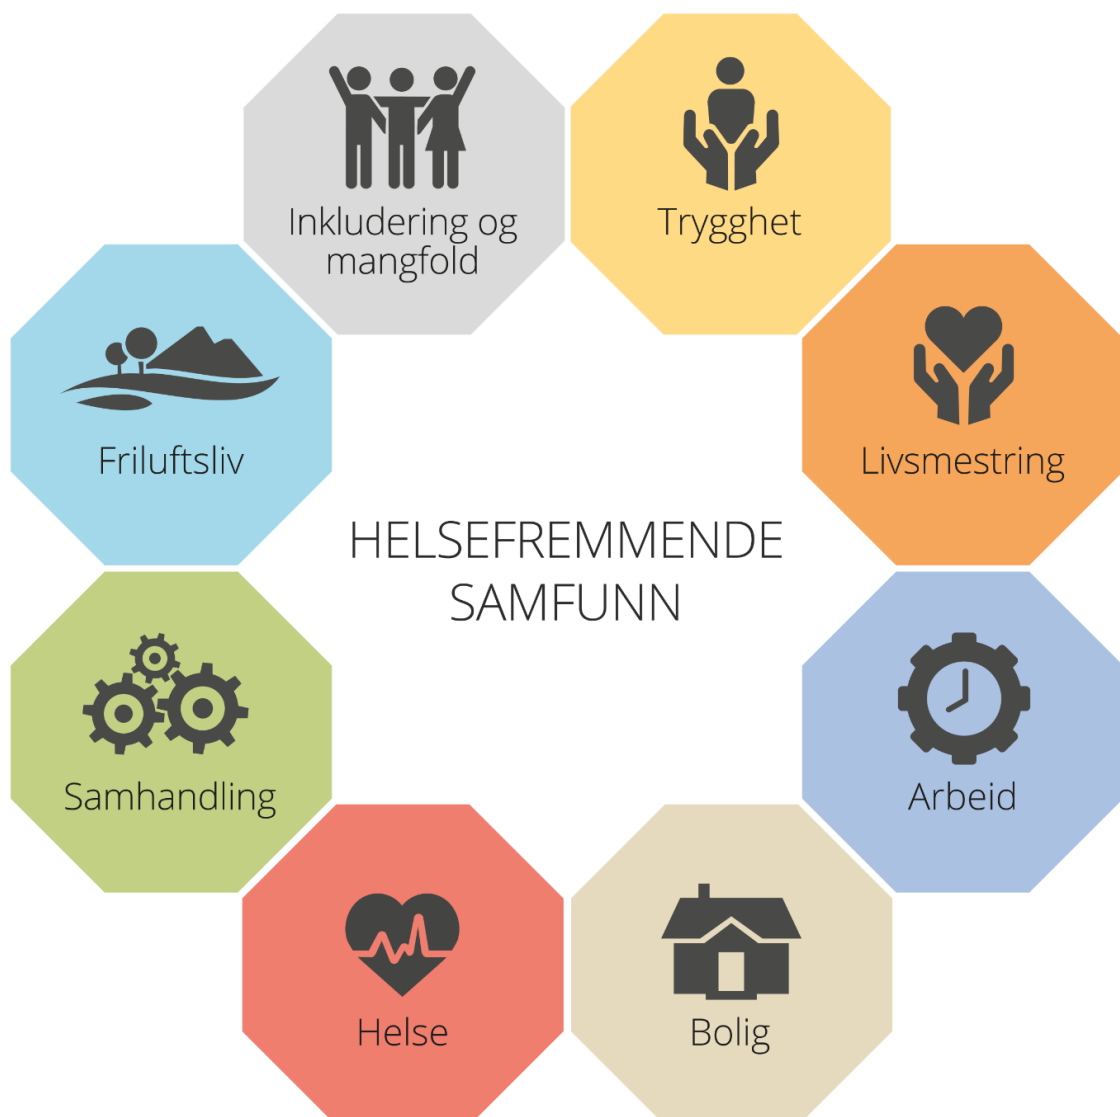 Inkludering og
mangfold
Trygghet
Friluftsliv
Livsmestring
HELSEFREMMENDE
SAMFUNN
Samhandling
Arbeid
Helse
Bolig